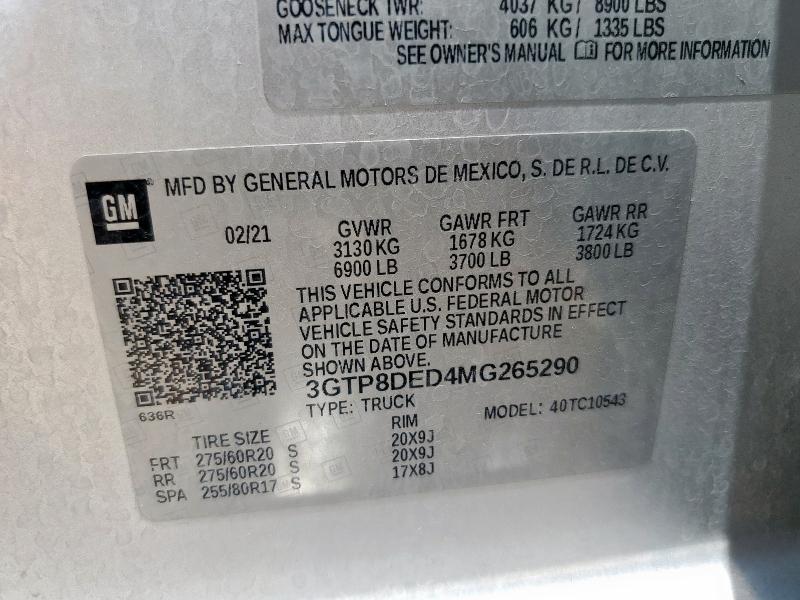 GOOSENECK TWR: 4037 KG/ 8900 LBS
MAX TONGUE WEIGHT: 606 KG/ 1335 LBS
SEE OWNER'S MANUAL FOR MORE INFORMATION
GM ® MFD BY GENERAL MOTORS DE MEXICO, S. DE R.L. DE C.V.
02/21 GVWR GAWR FRT GAWR RR
3130 KG 1678 KG 1724 KG
6900 LB 3700 LB 3800 LB
THIS VEHICLE CONFORMS TO ALL
APPLICABLE U.S. FEDERAL MOTOR
VEHICLE SAFETY STANDARDS IN EFFECT
ON THE DATE OF MANUFACTURE
SHOWN ABOVE.
3GTP8DED4MG265290
636R
TYPE: TRUCK MODEL: 40TC10543
TIRE SIZE RIM
FRT 275/60R20 S 20X9J
RR 275/60R20 S 20X9J
SPA 255/80R17 S 17X8J